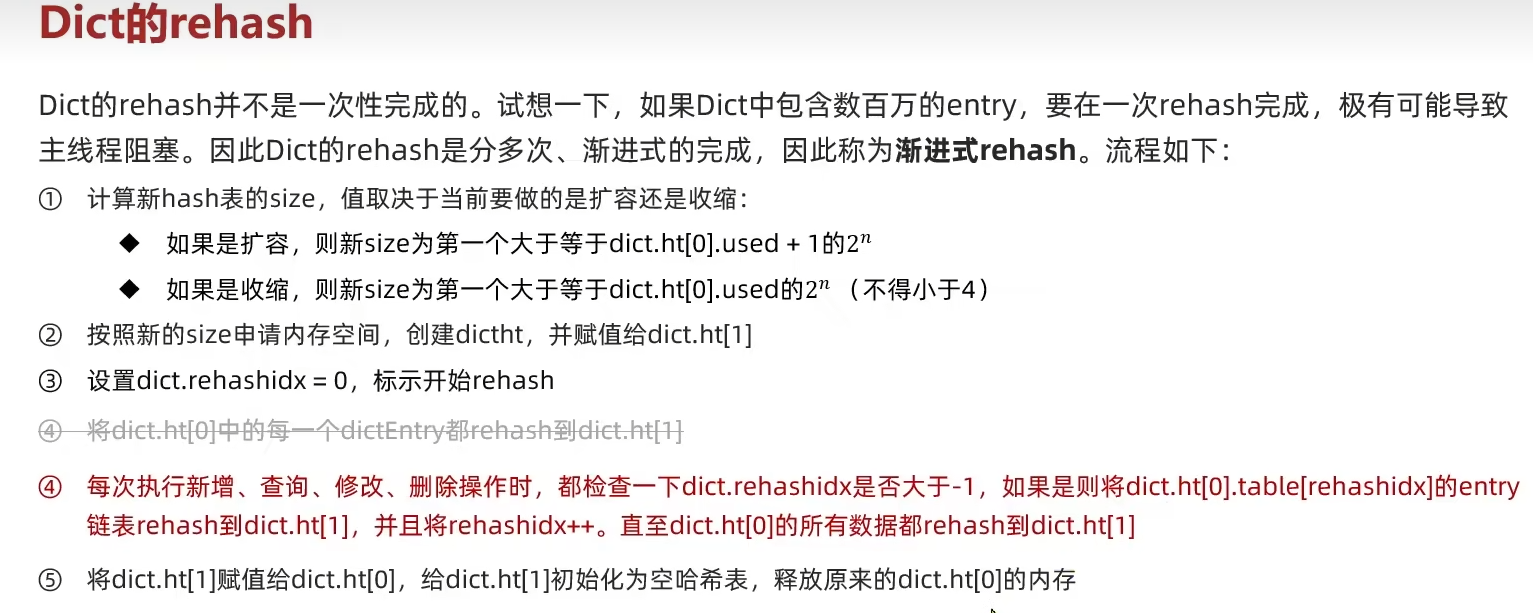 Dict的rehash
Dict的rehash并不是一次性完成的。试想一下，如果Dict中包含数百万的entry，要在一次rehash完成，极有可能导致
主线程阻塞。因此Dict的rehash是分多次、渐进式的完成，因此称为渐进式rehash。流程如下：
① 计算新hash表的size，值取决于当前要做的是扩容还是收缩：
◆ 如果是扩容，则新size为第一个大于等于dict.ht[0].used + 1的2ⁿ
◆ 如果是收缩，则新size为第一个大于等于dict.ht[0].used的2ⁿ （不得小于4）
② 按照新的size申请内存空间，创建dictht，并赋值给dict.ht[1]
③ 设置dict.rehashidx = 0，标示开始rehash
④ 将dict.ht[0]中的每一个dictEntry都rehash到dict.ht[1]
④ 每次执行新增、查询、修改、删除操作时，都检查一下dict.rehashidx是否大于-1，如果是则将dict.ht[0].table[rehashidx]的entry
链表rehash到dict.ht[1]，并且将rehashidx++。直至dict.ht[0]的所有数据都rehash到dict.ht[1]
⑤ 将dict.ht[1]赋值给dict.ht[0]，给dict.ht[1]初始化为空哈希表，释放原来的dict.ht[0]的内存